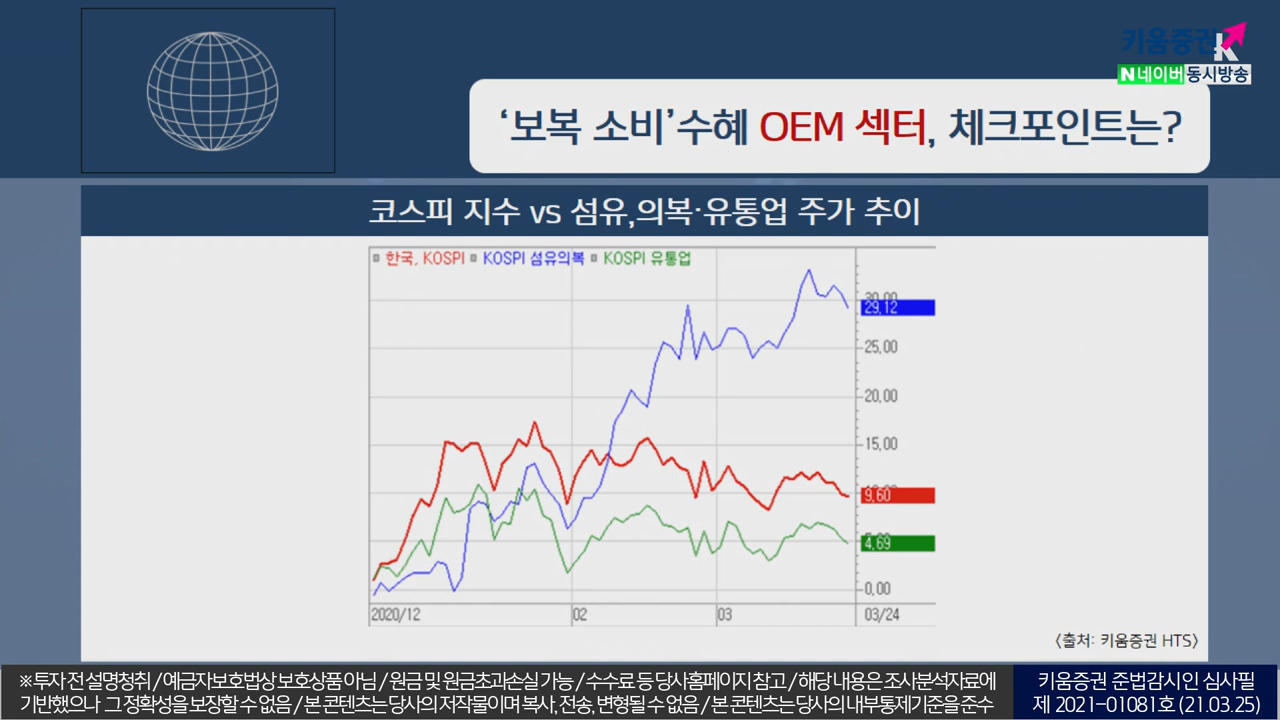 키움증권
N네이버동시방송
‘보복 소비’수혜 OEM 섹터, 체크포인트는?
코스피 지수 vs 섬유,의복·유통업 주가 추이
한국, KOSPI KOSPI 섬유의복 KOSPI 유통업
30,00
29,12
25,00
20,00
15,00
9,60
4,69
0,00
2020/12 02 03 03/24
<출처: 키움증권 HTS>
※투자 전 설명청취 / 예금자보호법상 보호상품 아님 / 원금 및 원금초과손실 가능 / 수수료 등 당사홈페이지 참고 / 해당 내용은 조사분석자료에
기반했으나 그 정확성을 보장할 수 없음 / 본 콘텐츠는 당사의 저작물이며 복사, 전송, 변형될 수 없음 / 본 콘텐츠는 당사의 내부통제기준을 준수
키움증권 준법감시인 심사필
제 2021-01081호 (21.03.25)